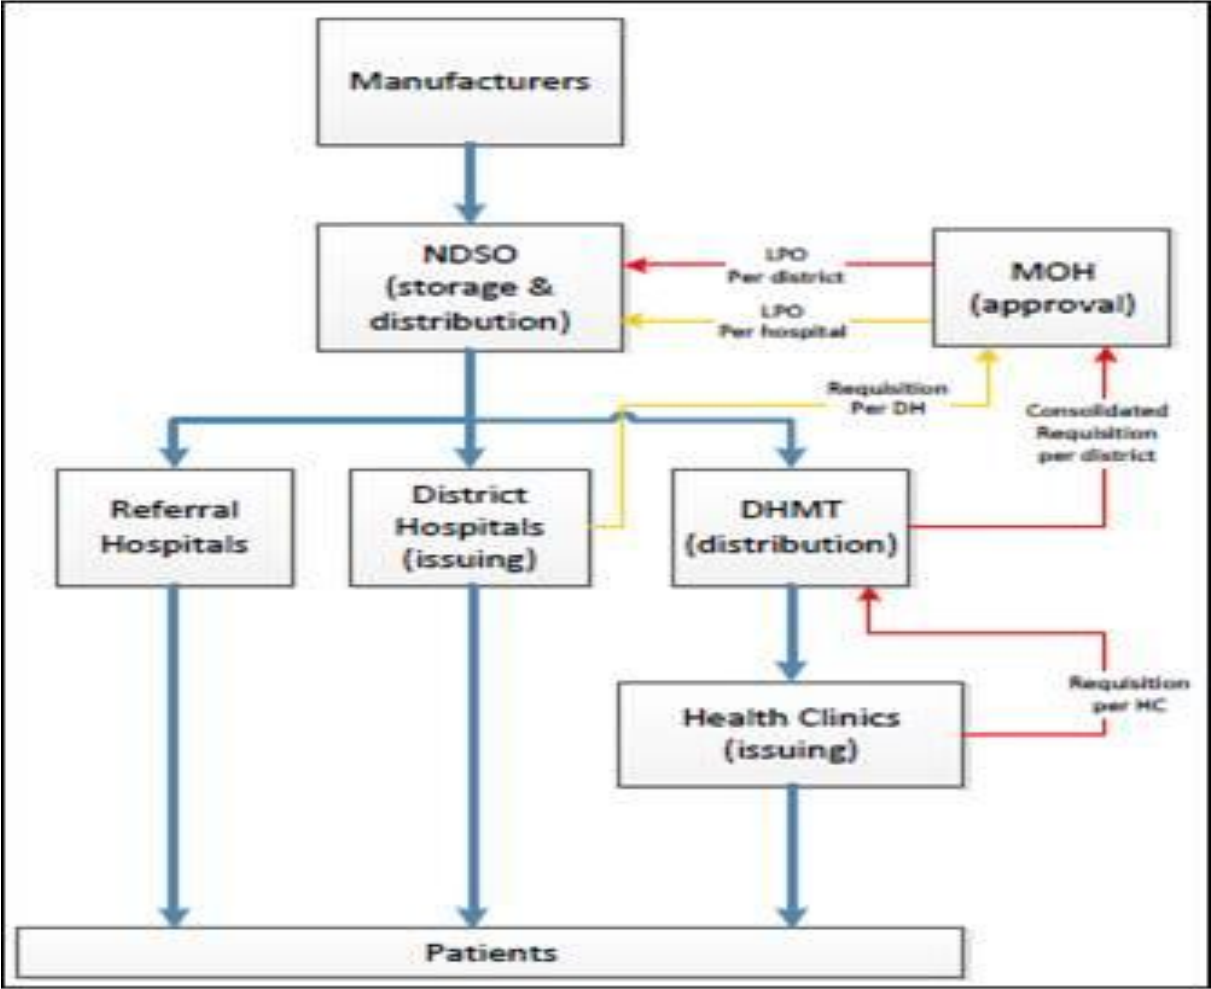 Manufacturers
NDSO
(storage &
distribution)
LPO
Per district
LPO
Per hospital
MOH
(approval)
Requisition
Per DH
Consolidated
Requisition
per district
Referral
Hospitals
District
Hospitals
(issuing)
DHMT
(distribution)
Requisition
per HC
Health Clinics
(issuing)
Patients